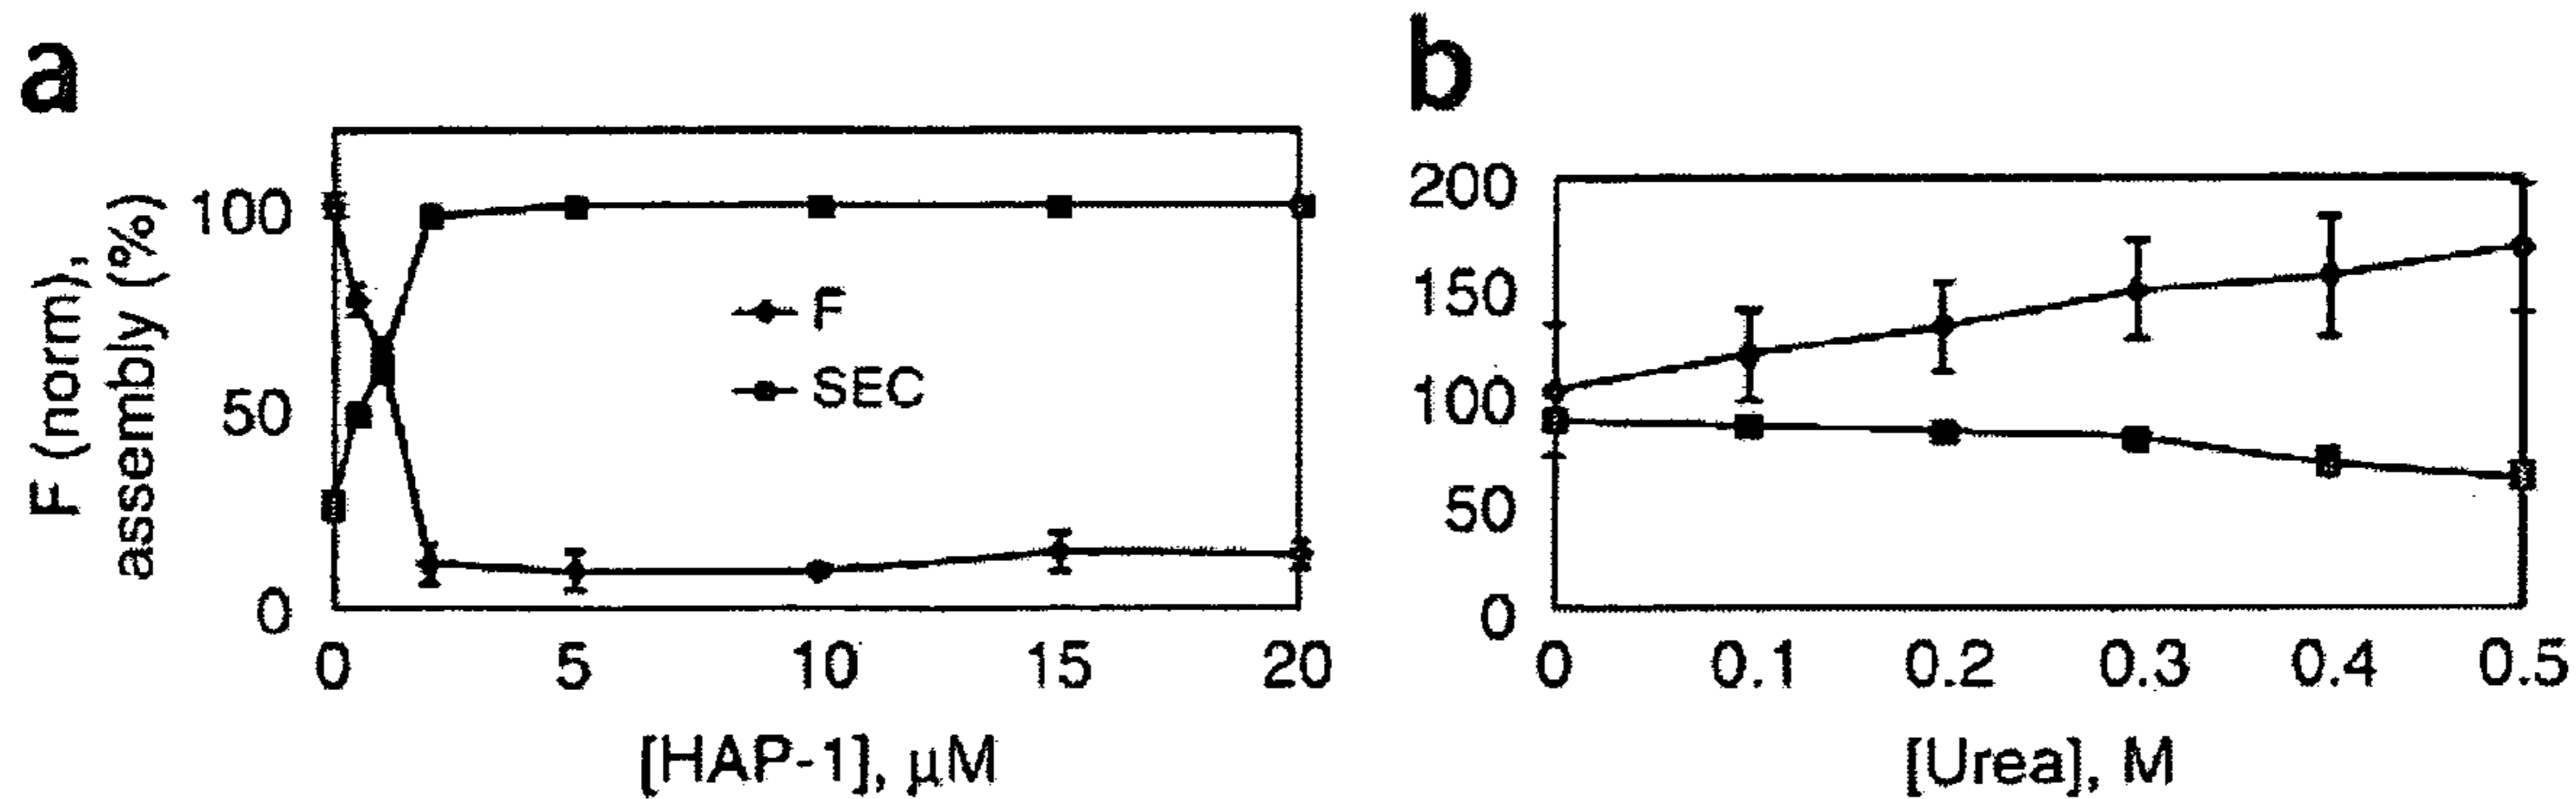 a
F (norm),
assembly (%)
100
50
0
F
SEC
0 5 10 15 20
[HAP-1], μM
b
200
150
100
50
0
0 0.1 0.2 0.3 0.4 0.5
[Urea], M